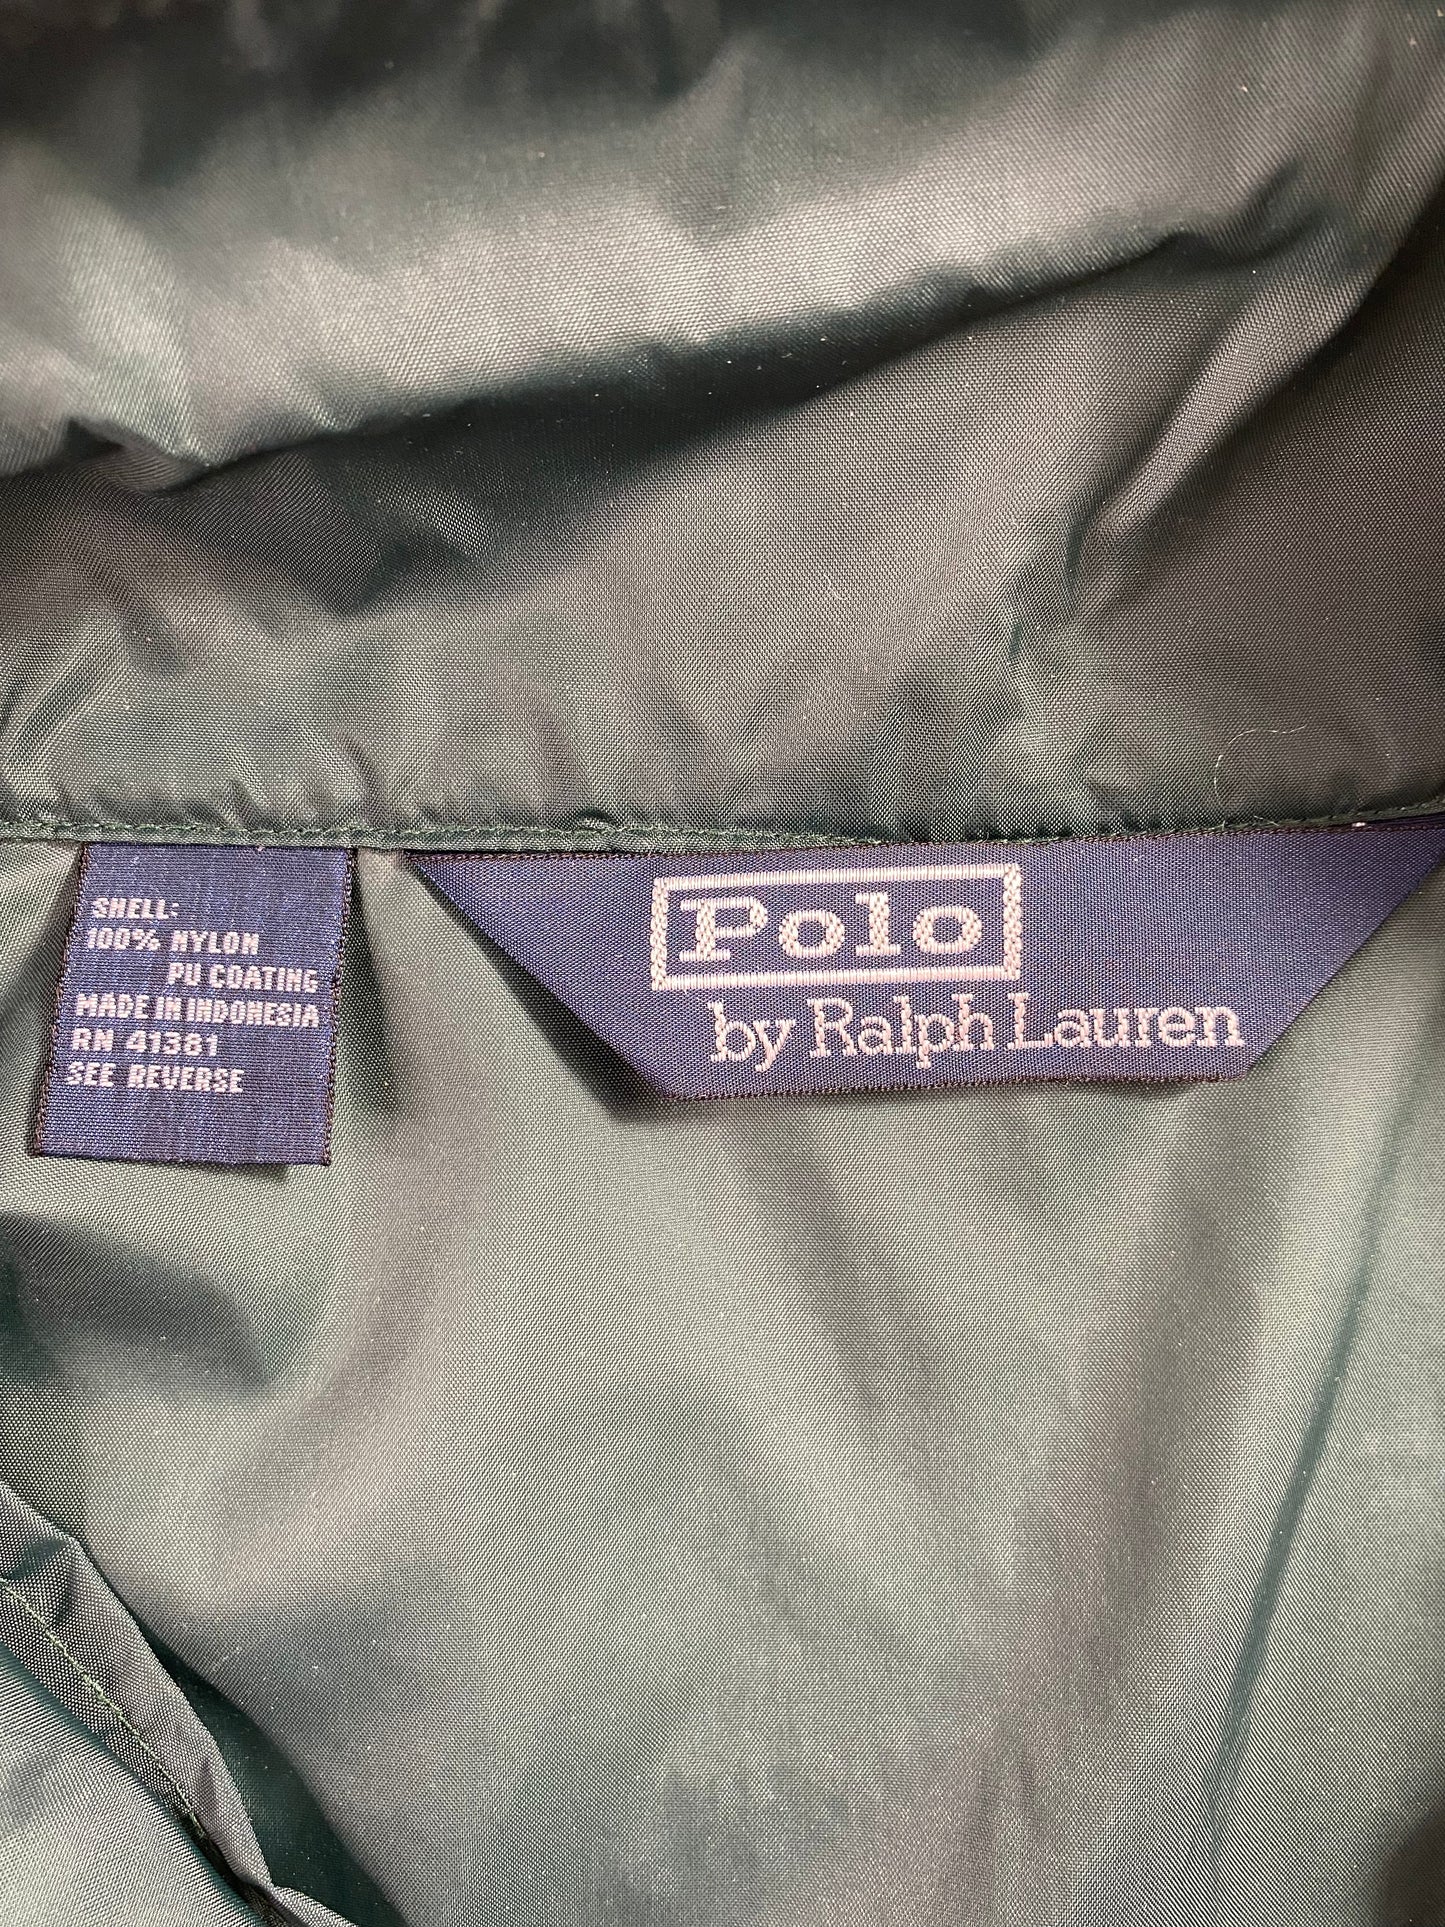 SHELL:
100% NYLON
PU COATING
MADE IN INDONESIA
RN 41381
SEE REVERSE
Polo
by Ralph Lauren